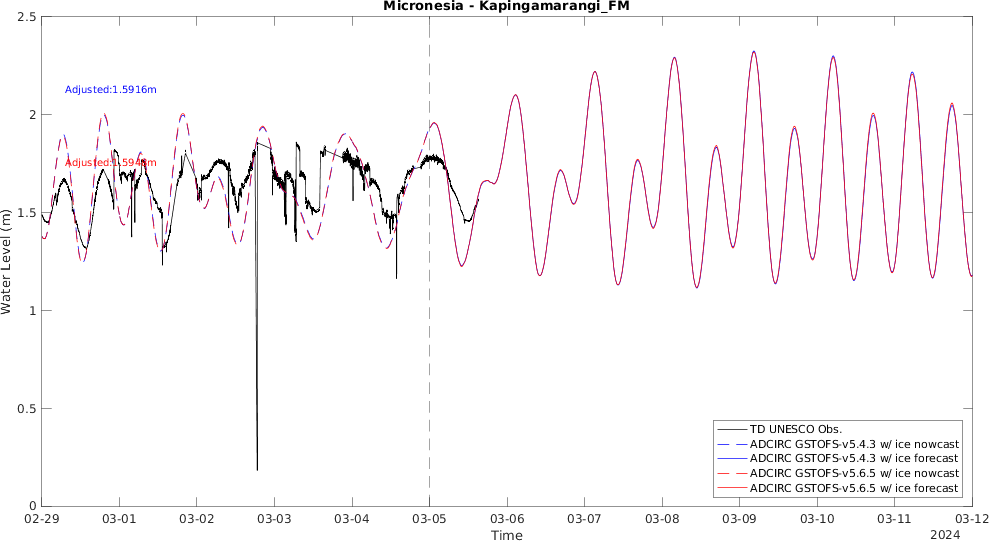 Micronesia - Kapingamarangi_FM
2.5
2
1.5
1
0.5
0
Water Level (m)
Adjusted:1.5916m
Adjusted:1.5948m
TD UNESCO Obs.
ADCIRC GSTOFS-v5.4.3 w/ ice nowcast
ADCIRC GSTOFS-v5.4.3 w/ ice forecast
ADCIRC GSTOFS-v5.6.5 w/ ice nowcast
ADCIRC GSTOFS-v5.6.5 w/ ice forecast
02-29 03-01 03-02 03-03 03-04 03-05 03-06 03-07 03-08 03-09 03-10 03-11 03-12
Time
2024